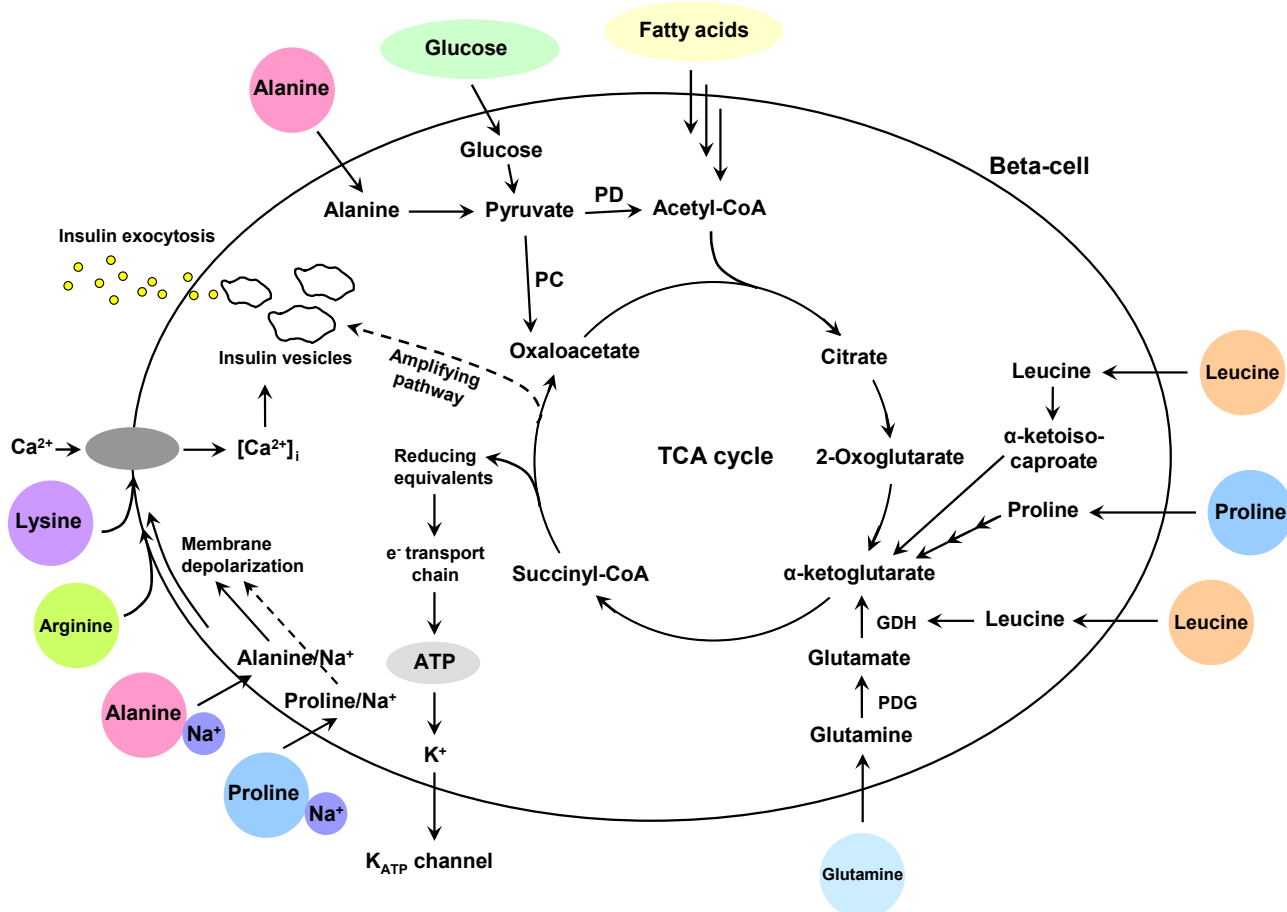 Fatty acids
Glucose
Alanine
Glucose
Beta-cell
Alanine
Pyruvate
PD
Acetyl-CoA
Insulin exocytosis
PC
Insulin vesicles
Amplifying
pathway
Oxaloacetate
Citrate
Leucine
Leucine
Ca²⁺
[Ca²⁺]ᵢ
Reducing
equivalents
TCA cycle
2-Oxoglutarate
α-ketoiso-
caproate
Lysine
Proline
Proline
Membrane
depolarization
e⁻ transport
chain
Succinyl-CoA
α-ketoglutarate
Arginine
GDH
Leucine
Leucine
Alanine/Na⁺
ATP
Glutamate
Proline/Na⁺
PDG
Alanine
Na⁺
Glutamine
K⁺
Proline
Na⁺
K_ATP channel
Glutamine